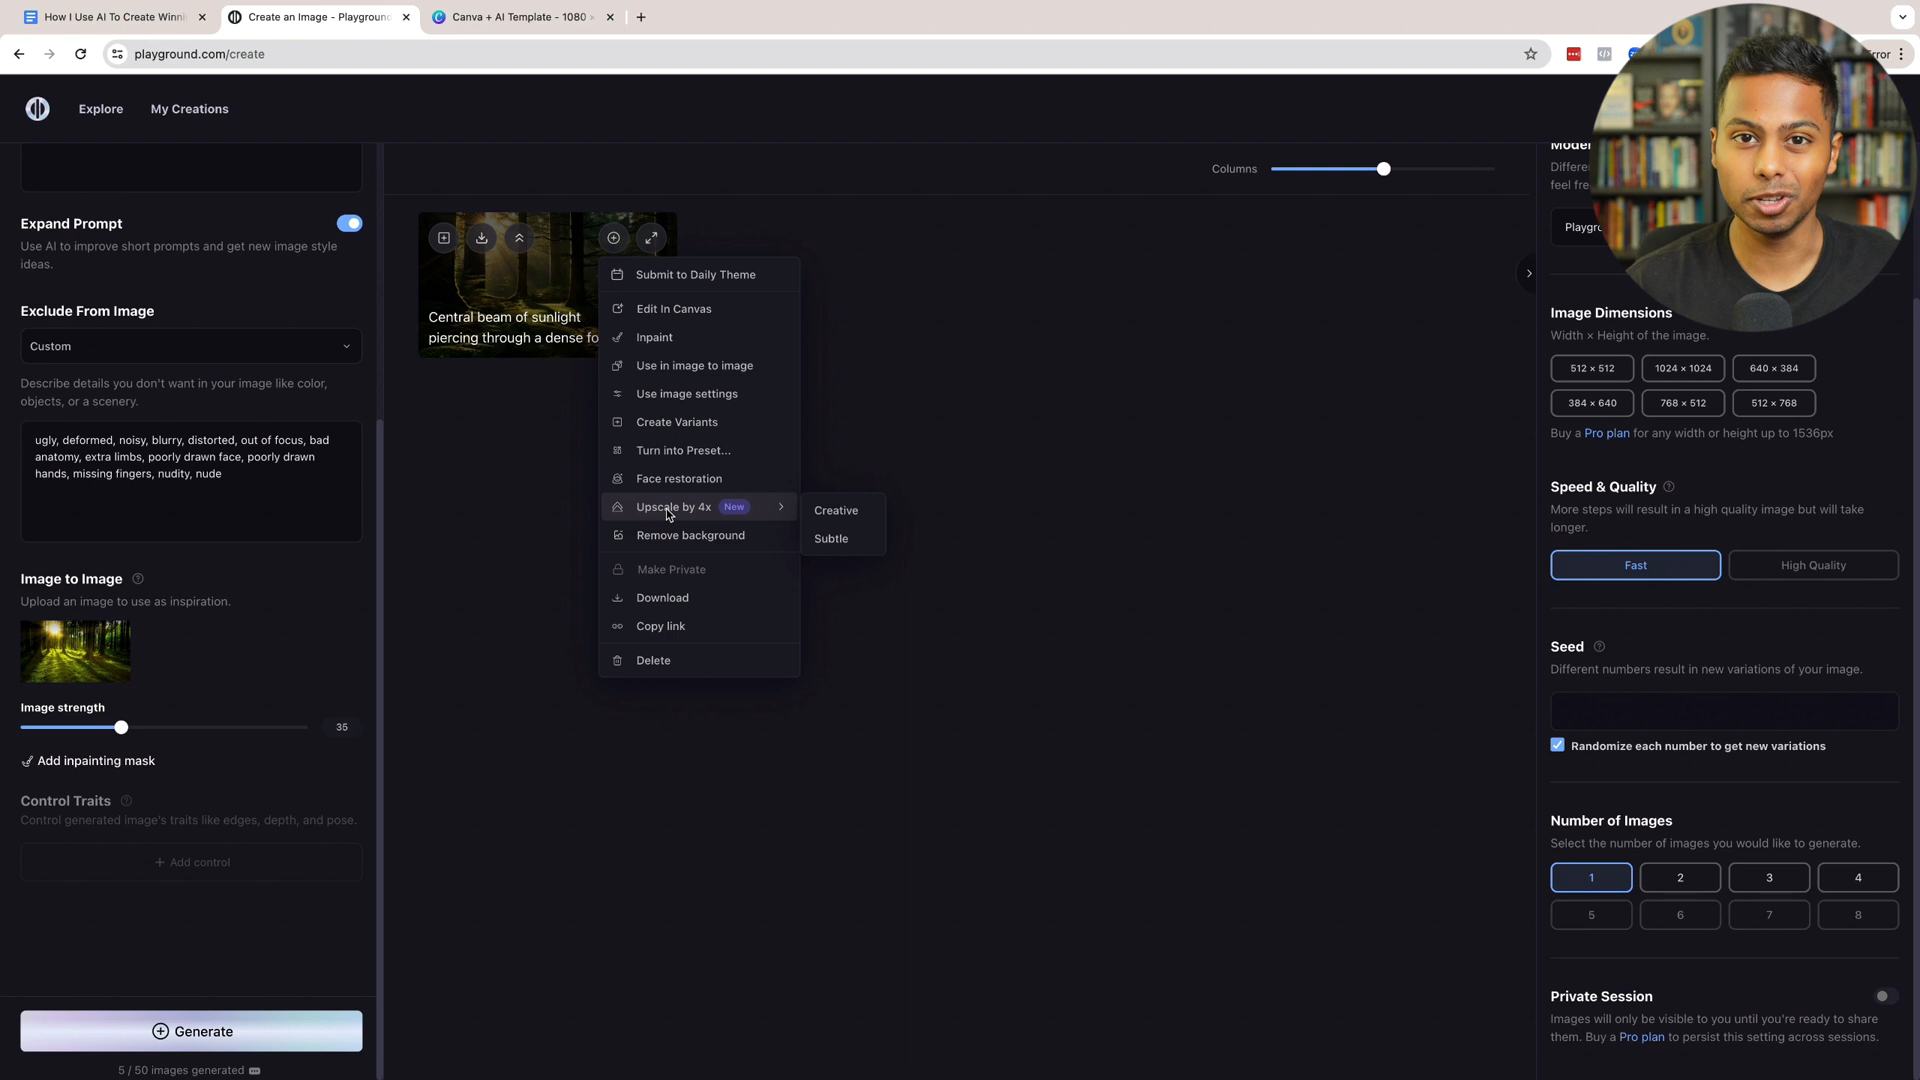 How I Use AI To Create Winni
Create an Image - Playground
Canva + AI Template - 1080
playground.com/create
Error
Explore
My Creations
Columns
Expand Prompt
Use AI to improve short prompts and get new image style
ideas.
Exclude From Image
Custom
Describe details you don't want in your image like color,
objects, or a scenery.
ugly, deformed, noisy, blurry, distorted, out of focus, bad
anatomy, extra limbs, poorly drawn face, poorly drawn
hands, missing fingers, nudity, nude
Image to Image
Upload an image to use as inspiration.
Image strength
35
Add inpainting mask
Control Traits
Control generated image's traits like edges, depth, and pose.
+ Add control
Generate
5 / 50 images generated
Central beam of sunlight
piercing through a dense fo
Submit to Daily Theme
Edit In Canvas
Inpaint
Use in image to image
Use image settings
Create Variants
Turn into Preset...
Face restoration
Upscale by 4x New
Creative
Subtle
Remove background
Make Private
Download
Copy link
Delete
Model
Differe
feel fre
Playgro
Image Dimensions
Width × Height of the image.
512 × 512 1024 × 1024 640 × 384
384 × 640 768 × 512 512 × 768
Buy a Pro plan for any width or height up to 1536px
Speed & Quality
More steps will result in a high quality image but will take
longer.
Fast High Quality
Seed
Different numbers result in new variations of your image.
Randomize each number to get new variations
Number of Images
Select the number of images you would like to generate.
1 2 3 4
5 6 7 8
Private Session
Images will only be visible to you until you're ready to share
them. Buy a Pro plan to persist this setting across sessions.